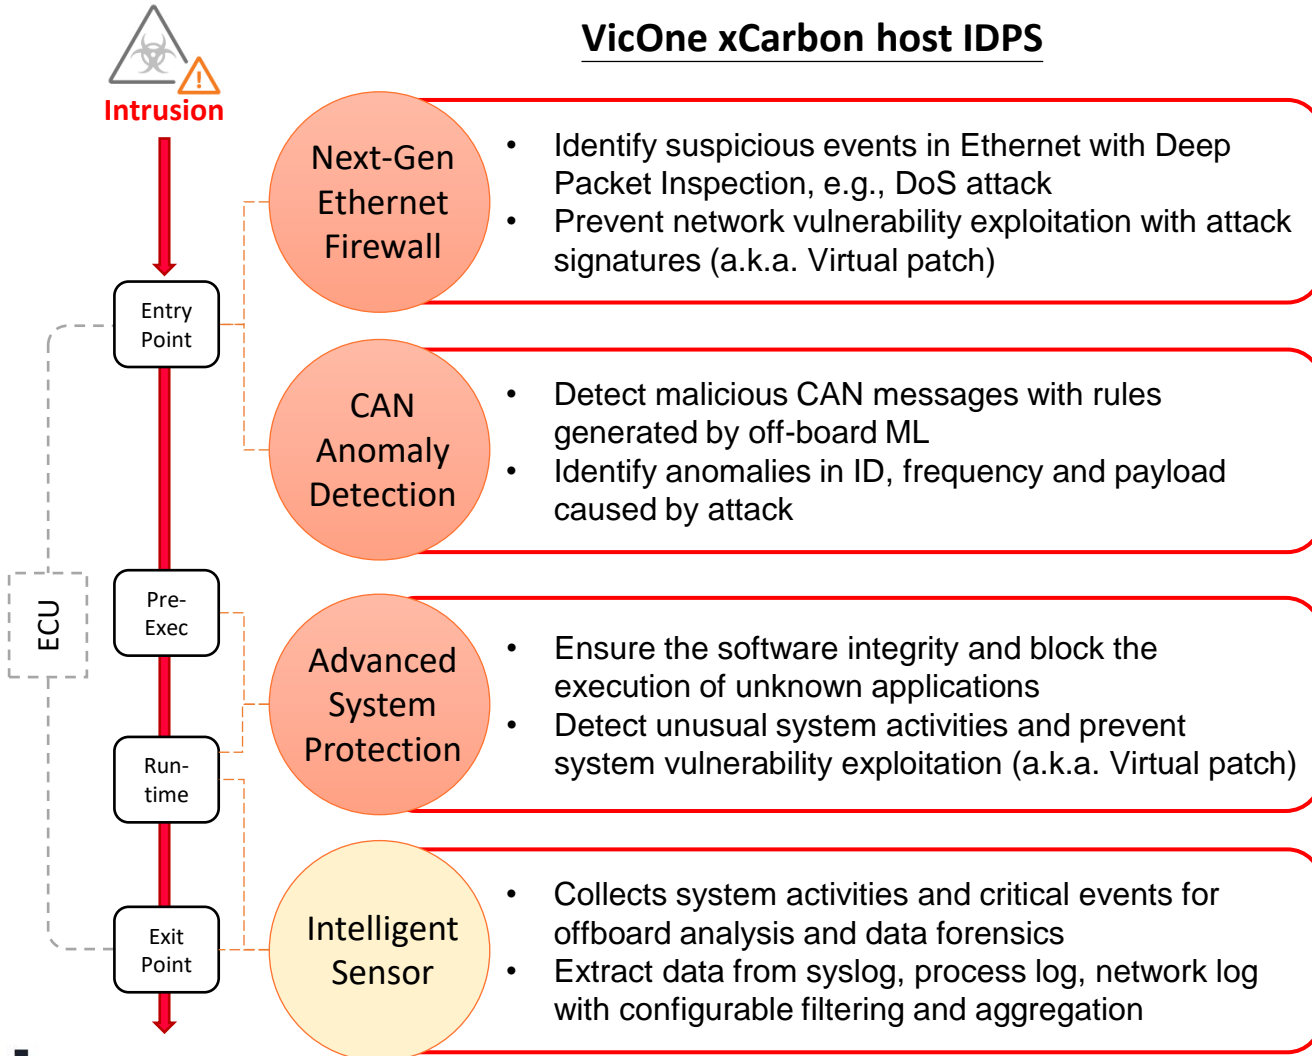 VicOne xCarbon host IDPS
Intrusion
Next-Gen
Ethernet
Firewall
• Identify suspicious events in Ethernet with Deep
Packet Inspection, e.g., DoS attack
• Prevent network vulnerability exploitation with attack
signatures (a.k.a. Virtual patch)
Entry
Point
CAN
Anomaly
Detection
• Detect malicious CAN messages with rules
generated by off-board ML
• Identify anomalies in ID, frequency and payload
caused by attack
ECU
Pre-
Exec
Advanced
System
Protection
• Ensure the software integrity and block the
execution of unknown applications
• Detect unusual system activities and prevent
system vulnerability exploitation (a.k.a. Virtual patch)
Run-
time
Intelligent
Sensor
• Collects system activities and critical events for
offboard analysis and data forensics
• Extract data from syslog, process log, network log
with configurable filtering and aggregation
Exit
Point